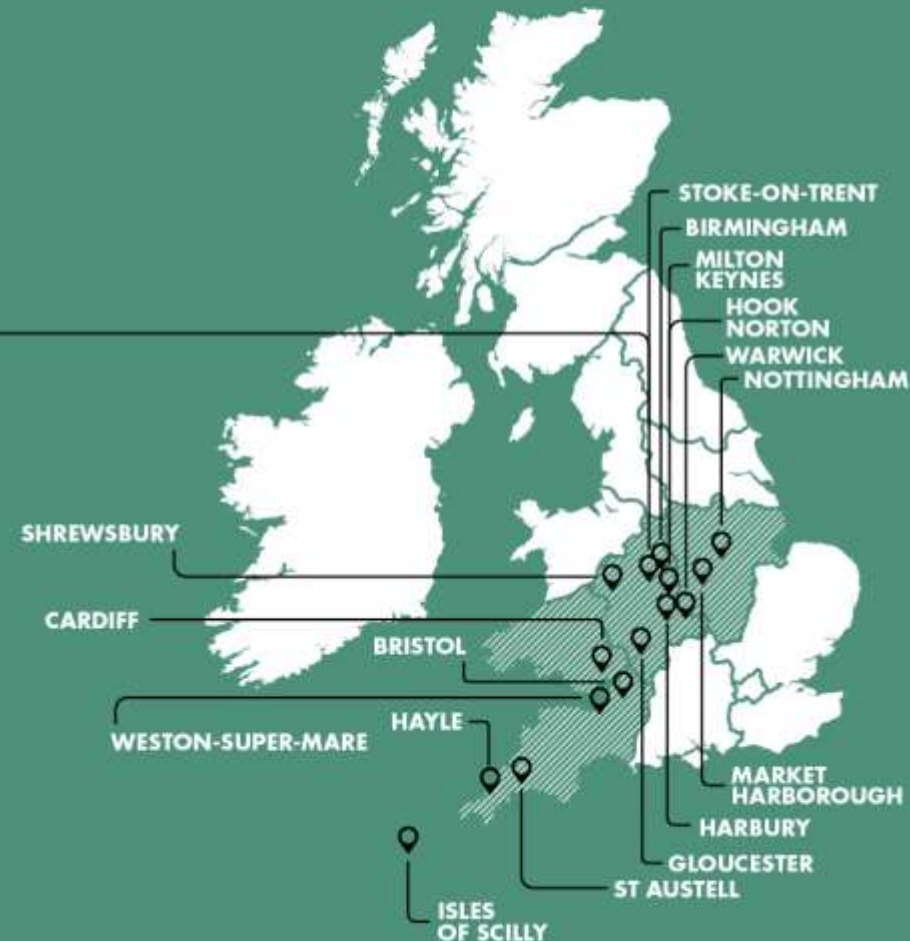 STOKE-ON-TRENT
BIRMINGHAM
MILTON
KEYNES
HOOK
NORTON
WARWICK
NOTTINGHAM
SHREWSBURY
CARDIFF
BRISTOL
WESTON-SUPER-MARE
HAYLE
MARKET
HARBOROUGH
HARBURY
GLOUCESTER
ST AUSTELL
ISLES
OF SCILLY